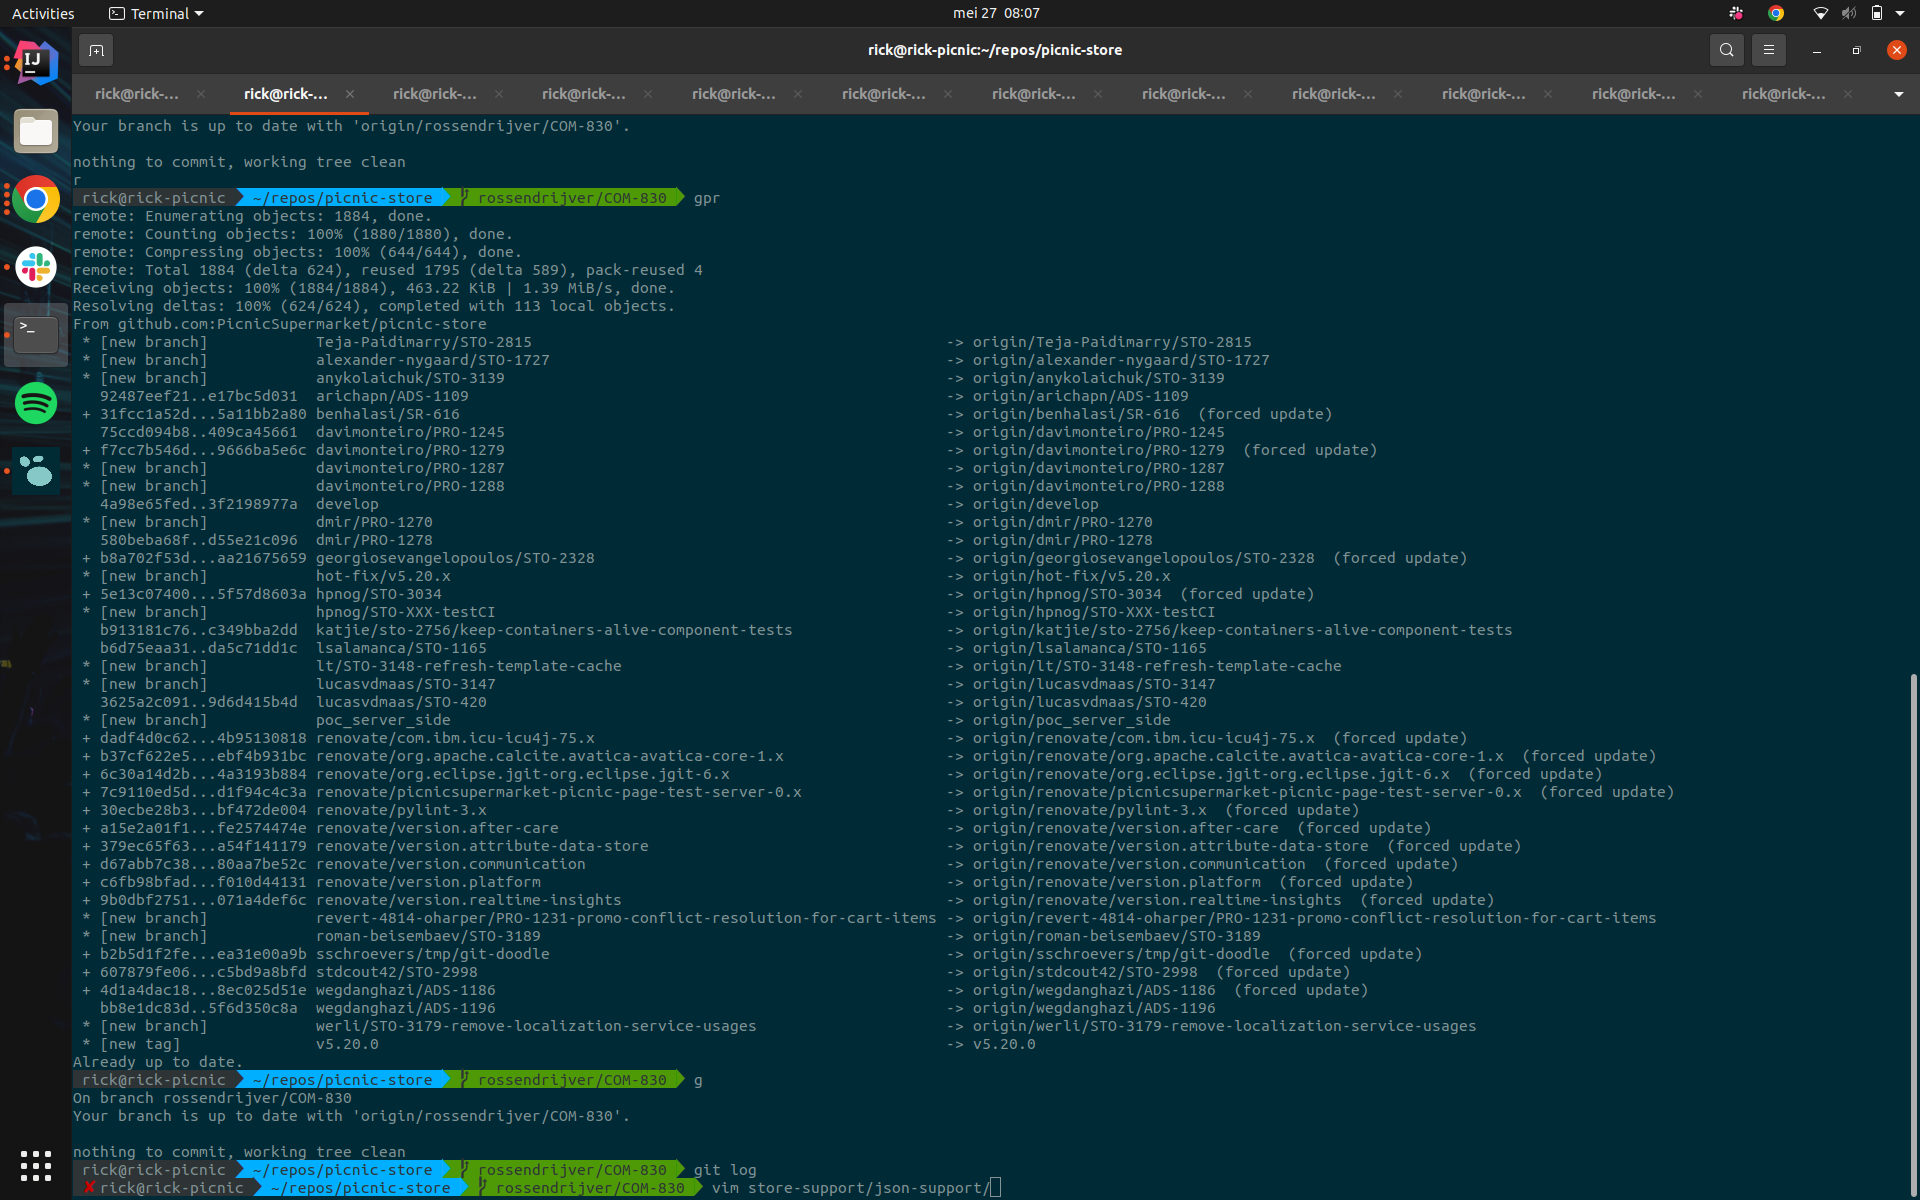 Activities
Terminal
mei 27 08:07
rick@rick-picnic:~/repos/picnic-store
IJ
rick@rick-... × rick@rick-... × rick@rick-... × rick@rick-... × rick@rick-... × rick@rick-... × rick@rick-... × rick@rick-... × rick@rick-... × rick@rick-... × rick@rick-... × rick@rick-... ×
Your branch is up to date with 'origin/rossendrijver/COM-830'.
nothing to commit, working tree clean
r
rick@rick-picnic ~/repos/picnic-store rossendrijver/COM-830 gpr
remote: Enumerating objects: 1884, done.
remote: Counting objects: 100% (1880/1880), done.
remote: Compressing objects: 100% (644/644), done.
remote: Total 1884 (delta 624), reused 1795 (delta 589), pack-reused 4
Receiving objects: 100% (1884/1884), 463.22 KiB | 1.39 MiB/s, done.
Resolving deltas: 100% (624/624), completed with 113 local objects.
From github.com:PicnicSupermarket/picnic-store
* [new branch] Teja-Paidimarry/STO-2815 -> origin/Teja-Paidimarry/STO-2815
* [new branch] alexander-nygaard/STO-1727 -> origin/alexander-nygaard/STO-1727
* [new branch] anykolaichuk/STO-3139 -> origin/anykolaichuk/STO-3139
92487eef21..e17bc5d031 arichapn/ADS-1109 -> origin/arichapn/ADS-1109
+ 31fcc1a52d...5a11bb2a80 benhalasi/SR-616 -> origin/benhalasi/SR-616 (forced update)
75ccd094b8..409ca45661 davimonteiro/PRO-1245 -> origin/davimonteiro/PRO-1245
+ f7cc7b546d...9666ba5e6c davimonteiro/PRO-1279 -> origin/davimonteiro/PRO-1279 (forced update)
* [new branch] davimonteiro/PRO-1287 -> origin/davimonteiro/PRO-1287
* [new branch] davimonteiro/PRO-1288 -> origin/davimonteiro/PRO-1288
4a98e65fed..3f2198977a develop -> origin/develop
* [new branch] dmir/PRO-1270 -> origin/dmir/PRO-1270
580beba68f..d55e21c096 dmir/PRO-1278 -> origin/dmir/PRO-1278
+ b8a702f53d...aa21675659 georgiosevangelopoulos/STO-2328 -> origin/georgiosevangelopoulos/STO-2328 (forced update)
* [new branch] hot-fix/v5.20.x -> origin/hot-fix/v5.20.x
+ 5e13c07400...5f57d8603a hpnog/STO-3034 -> origin/hpnog/STO-3034 (forced update)
* [new branch] hpnog/STO-XXX-testCI -> origin/hpnog/STO-XXX-testCI
b913181c76..c349bba2dd katjie/sto-2756/keep-containers-alive-component-tests -> origin/katjie/sto-2756/keep-containers-alive-component-tests
b6d75eaa31..da5c71dd1c lsalamanca/STO-1165 -> origin/lsalamanca/STO-1165
* [new branch] lt/STO-3148-refresh-template-cache -> origin/lt/STO-3148-refresh-template-cache
* [new branch] lucasvdmaas/STO-3147 -> origin/lucasvdmaas/STO-3147
3625a2c091..9d6d415b4d lucasvdmaas/STO-420 -> origin/lucasvdmaas/STO-420
* [new branch] poc_server_side -> origin/poc_server_side
+ dadf4d0c62...4b95130818 renovate/com.ibm.icu-icu4j-75.x -> origin/renovate/com.ibm.icu-icu4j-75.x (forced update)
+ b37cf622e5...ebf4b931bc renovate/org.apache.calcite.avatica-avatica-core-1.x -> origin/renovate/org.apache.calcite.avatica-avatica-core-1.x (forced update)
+ 6c30a14d2b...4a3193b884 renovate/org.eclipse.jgit-org.eclipse.jgit-6.x -> origin/renovate/org.eclipse.jgit-org.eclipse.jgit-6.x (forced update)
+ 7c9110ed5d...d1f94c4c3a renovate/picnicsupermarket-picnic-page-test-server-0.x -> origin/renovate/picnicsupermarket-picnic-page-test-server-0.x (forced update)
+ 30ecbe28b3...bf472de004 renovate/pylint-3.x -> origin/renovate/pylint-3.x (forced update)
+ a15e2a01f1...fe2574474e renovate/version.after-care -> origin/renovate/version.after-care (forced update)
+ 379ec65f63...a54f141179 renovate/version.attribute-data-store -> origin/renovate/version.attribute-data-store (forced update)
+ d67abb7c38...80aa7be52c renovate/version.communication -> origin/renovate/version.communication (forced update)
+ c6fb98bfad...f010d44131 renovate/version.platform -> origin/renovate/version.platform (forced update)
+ 9b0dbf2751...071a4def6c renovate/version.realtime-insights -> origin/renovate/version.realtime-insights (forced update)
* [new branch] revert-4814-oharper/PRO-1231-promo-conflict-resolution-for-cart-items -> origin/revert-4814-oharper/PRO-1231-promo-conflict-resolution-for-cart-items
* [new branch] roman-beisembaev/STO-3189 -> origin/roman-beisembaev/STO-3189
+ b2b5d1f2fe...ea31e00a9b sschroevers/tmp/git-doodle -> origin/sschroevers/tmp/git-doodle (forced update)
+ 607879fe06...c5bd9a8bfd stdcout42/STO-2998 -> origin/stdcout42/STO-2998 (forced update)
+ 4d1a4dac18...8ec025d51e wegdanghazi/ADS-1186 -> origin/wegdanghazi/ADS-1186 (forced update)
bb8e1dc83d..5f6d350c8a wegdanghazi/ADS-1196 -> origin/wegdanghazi/ADS-1196
* [new branch] werli/STO-3179-remove-localization-service-usages -> origin/werli/STO-3179-remove-localization-service-usages
* [new tag] v5.20.0 -> v5.20.0
Already up to date.
rick@rick-picnic ~/repos/picnic-store rossendrijver/COM-830 g
On branch rossendrijver/COM-830
Your branch is up to date with 'origin/rossendrijver/COM-830'.
nothing to commit, working tree clean
rick@rick-picnic ~/repos/picnic-store rossendrijver/COM-830 git log
✘ rick@rick-picnic ~/repos/picnic-store rossendrijver/COM-830 vim store-support/json-support/